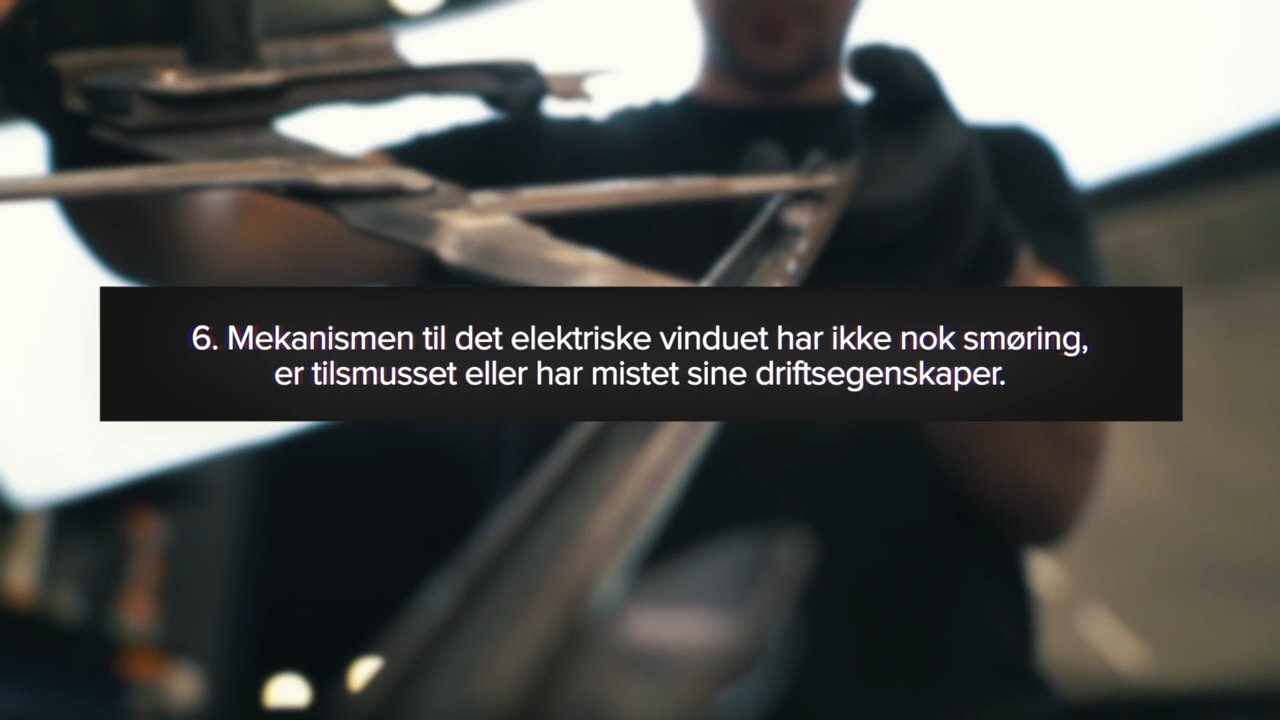 6. Mekanismen til det elektriske vinduet har ikke nok smøring,
er tilsmusset eller har mistet sine driftsegenskaper.